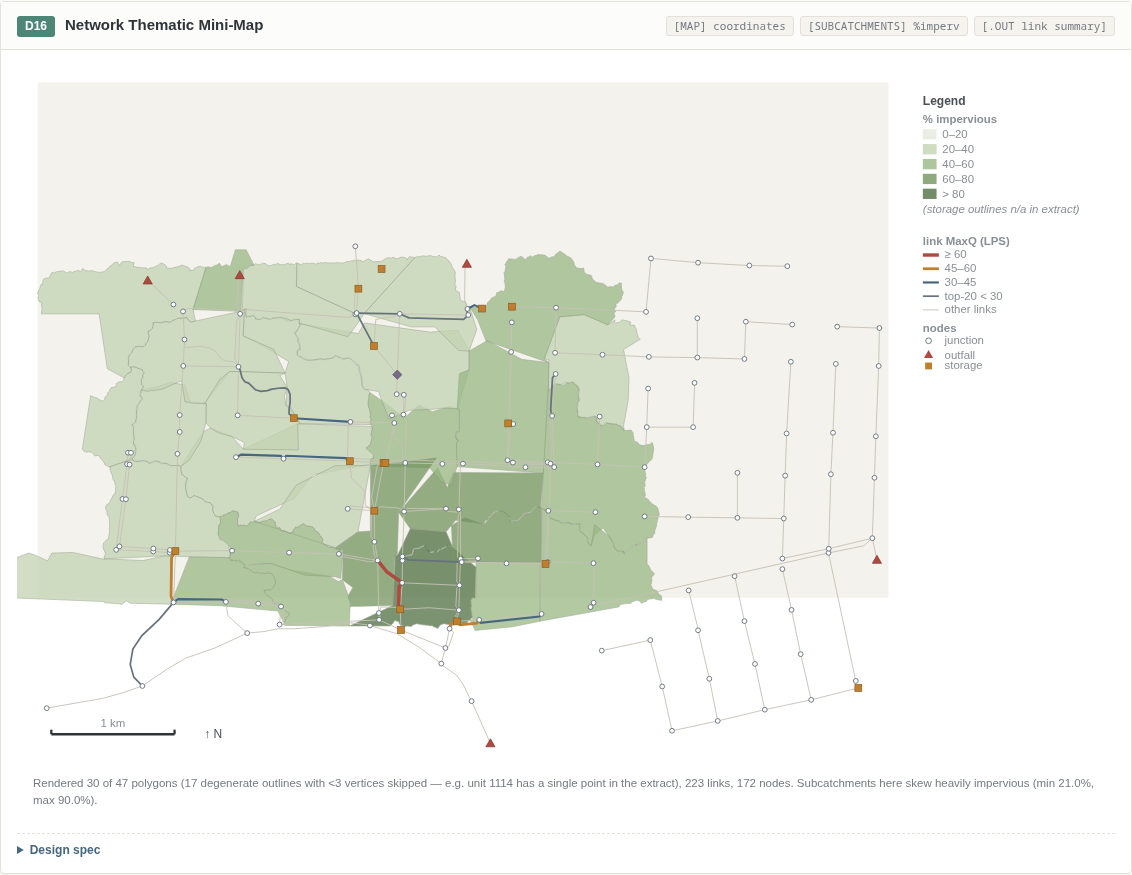 D16 Network Thematic Mini-Map [MAP] coordinates [SUBCATCHMENTS] %imperv [.OUT link summary]
Legend
% impervious
0–20
20–40
40–60
60–80
> 80
(storage outlines n/a in extract)
link MaxQ (LPS)
≥ 60
45–60
30–45
top-20 < 30
other links
nodes
junction
outfall
storage
1 km
↑ N
Rendered 30 of 47 polygons (17 degenerate outlines with <3 vertices skipped — e.g. unit 1114 has a single point in the extract), 223 links, 172 nodes. Subcatchments here skew heavily impervious (min 21.0%,
max 90.0%).
▶ Design spec